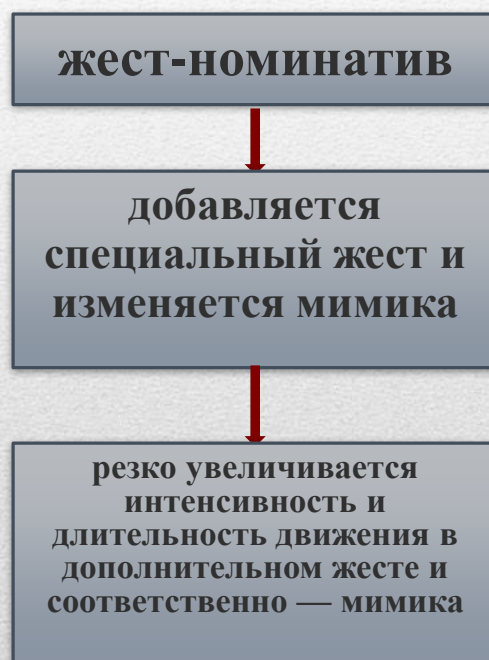 жест-номинатив
добавляется
специальный жест и
изменяется мимика
резко увеличивается
интенсивность и
длительность движения в
дополнительном жесте и
соответственно — мимика